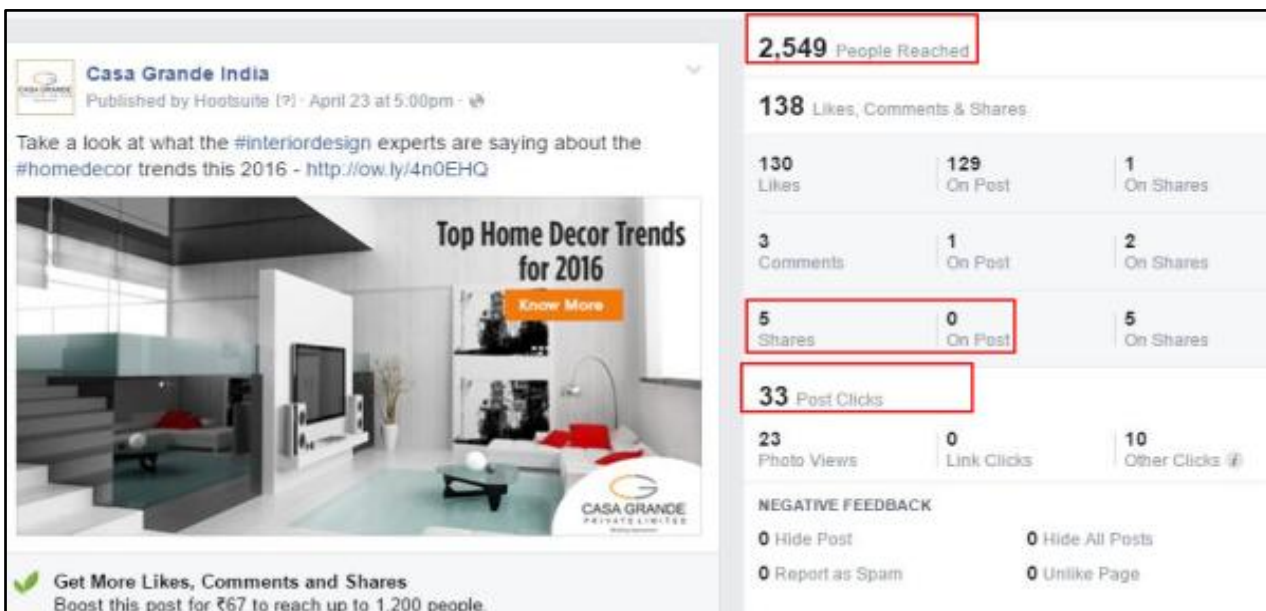 Casa Grande India
Published by Hootsuite [?] · April 23 at 5:00pm ·
Take a look at what the #interiordesign experts are saying about the
#homedecor trends this 2016 - http://ow.ly/4n0EHQ
Top Home Decor Trends
for 2016
Know More
CASA GRANDE
PRIVATE LIMITED
Get More Likes, Comments and Shares
Boost this post for ₹67 to reach up to 1,200 people.
2,549 People Reached
138 Likes, Comments & Shares
130 129 1
Likes On Post On Shares
3 1 2
Comments On Post On Shares
5 0 5
Shares On Post On Shares
33 Post Clicks
23 0 10
Photo Views Link Clicks Other Clicks
NEGATIVE FEEDBACK
0 Hide Post 0 Hide All Posts
0 Report as Spam 0 Unlike Page